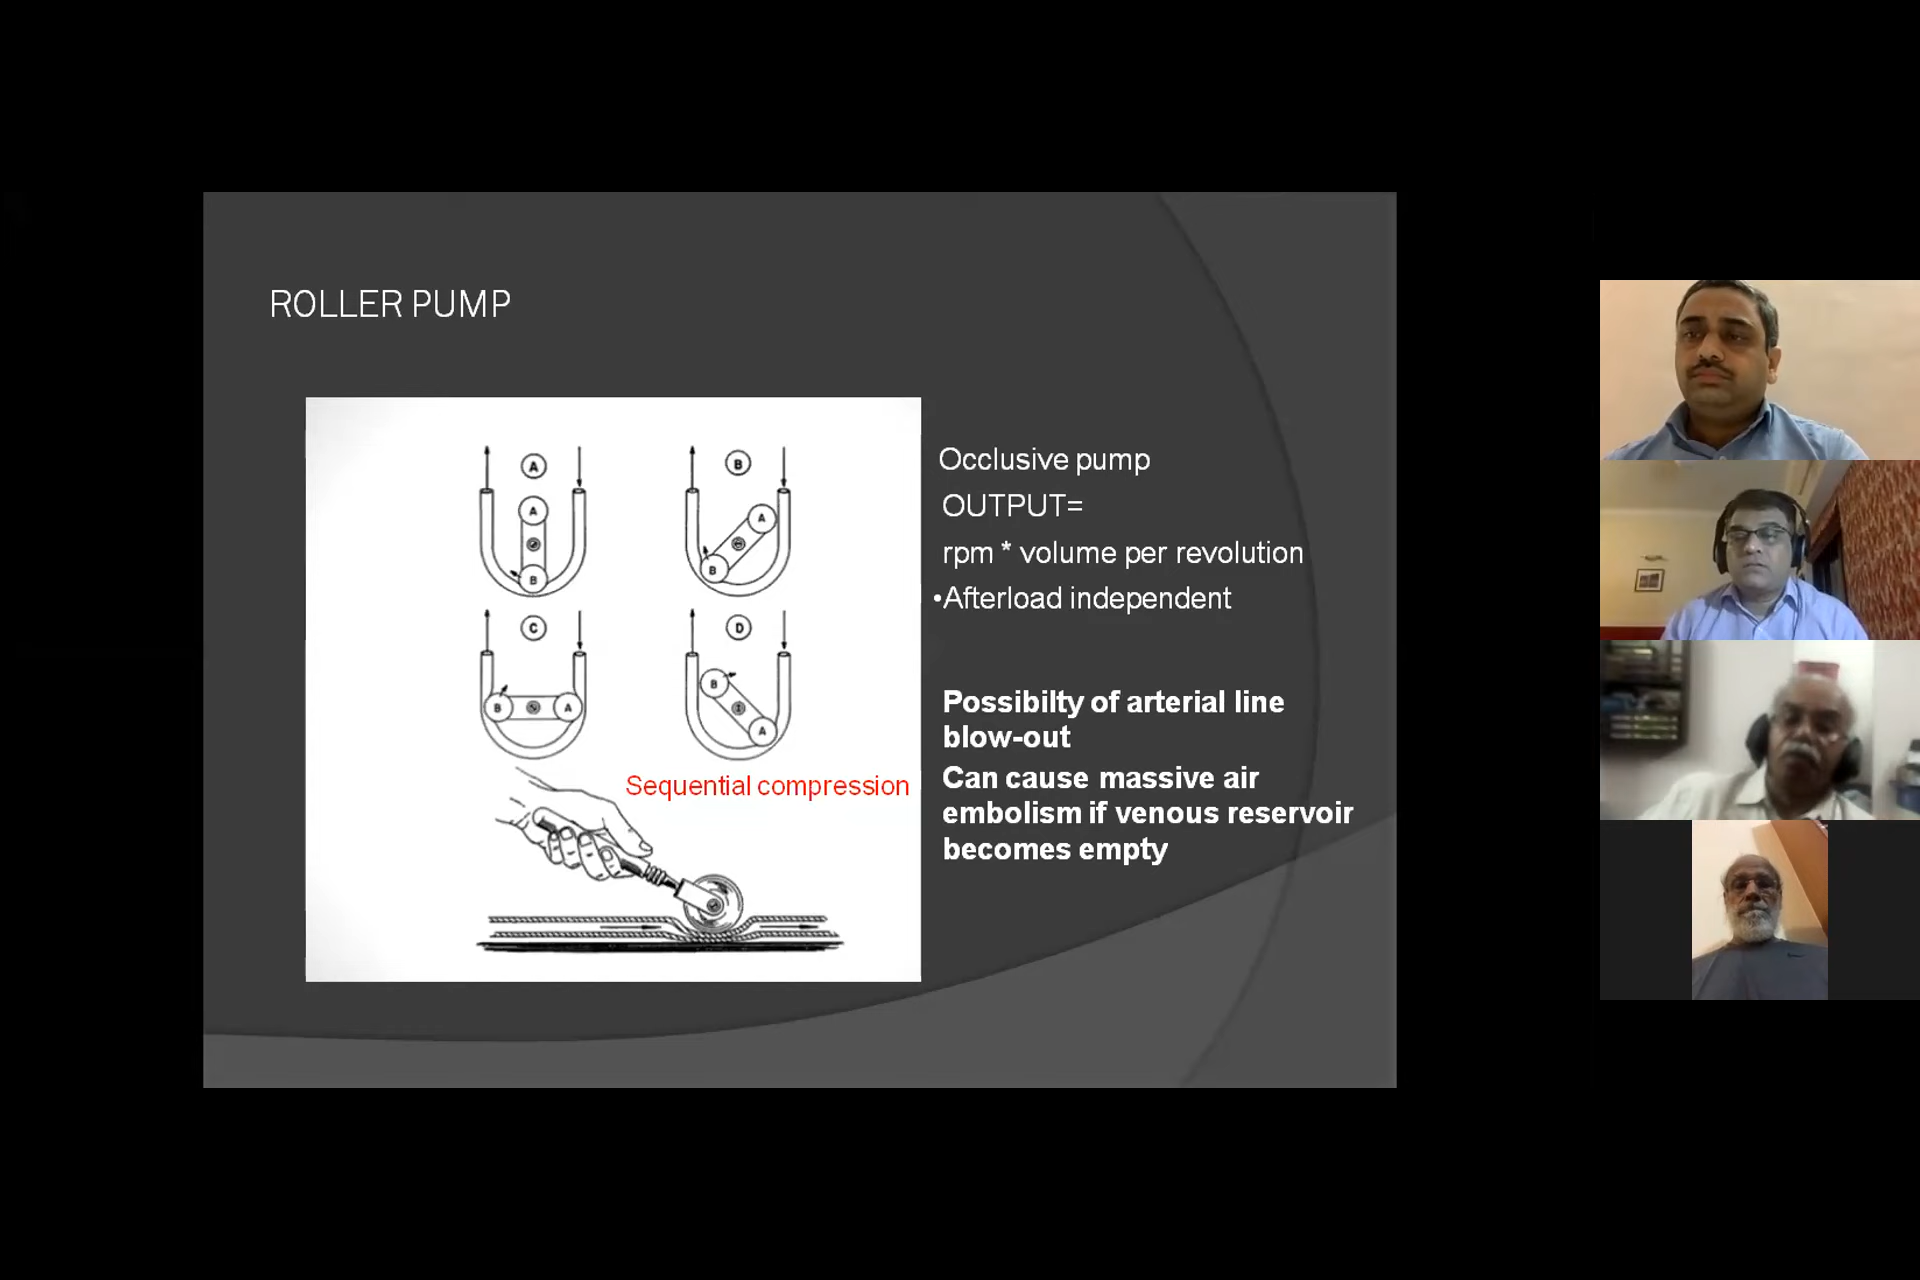 ROLLER PUMP
A
B
A
A
B
B
C
D
B
A
B
A
Sequential compression
Occlusive pump
OUTPUT=
rpm * volume per revolution
•Afterload independent
Possibilty of arterial line
blow-out
Can cause massive air
embolism if venous reservoir
becomes empty